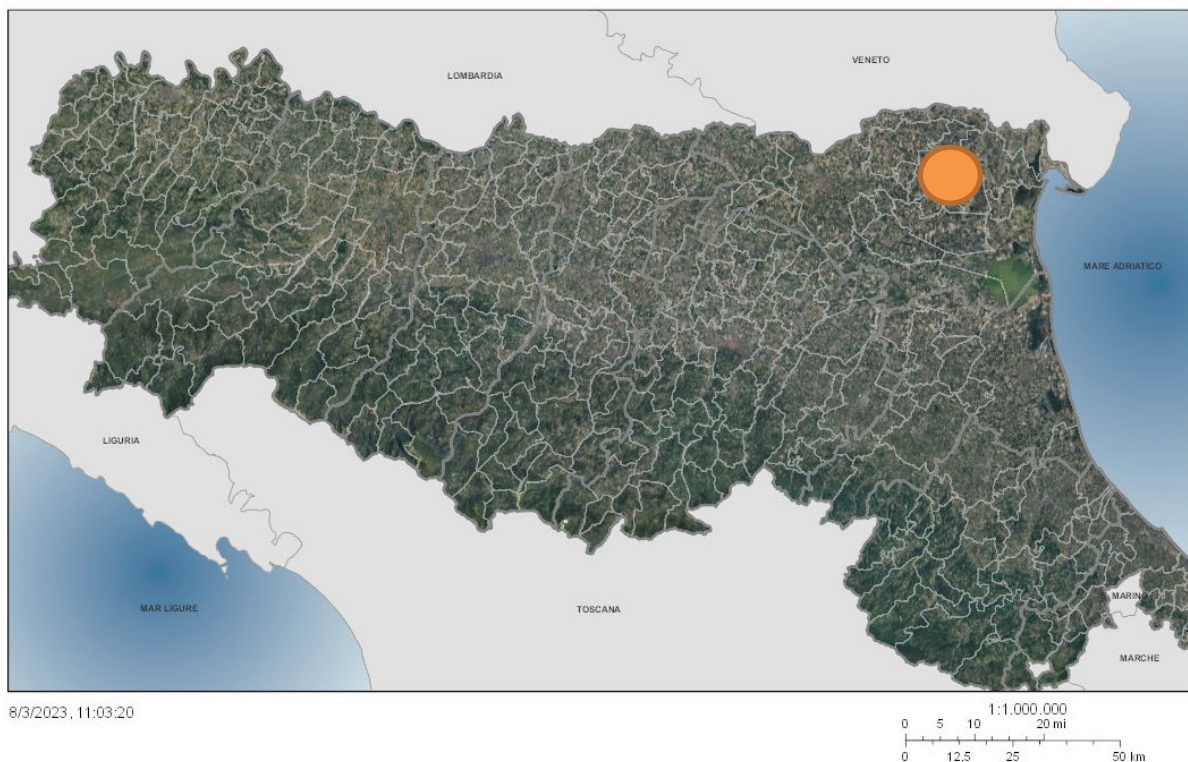 LOMBARDIA
VENETO
MARE ADRIATICO
LIGURIA
MAR LIGURE
TOSCANA
MARINO
MARCHE
8/3/2023, 11:03:20
1:1.000.000
0 5 10 20 mi
0 12,5 25 50 km